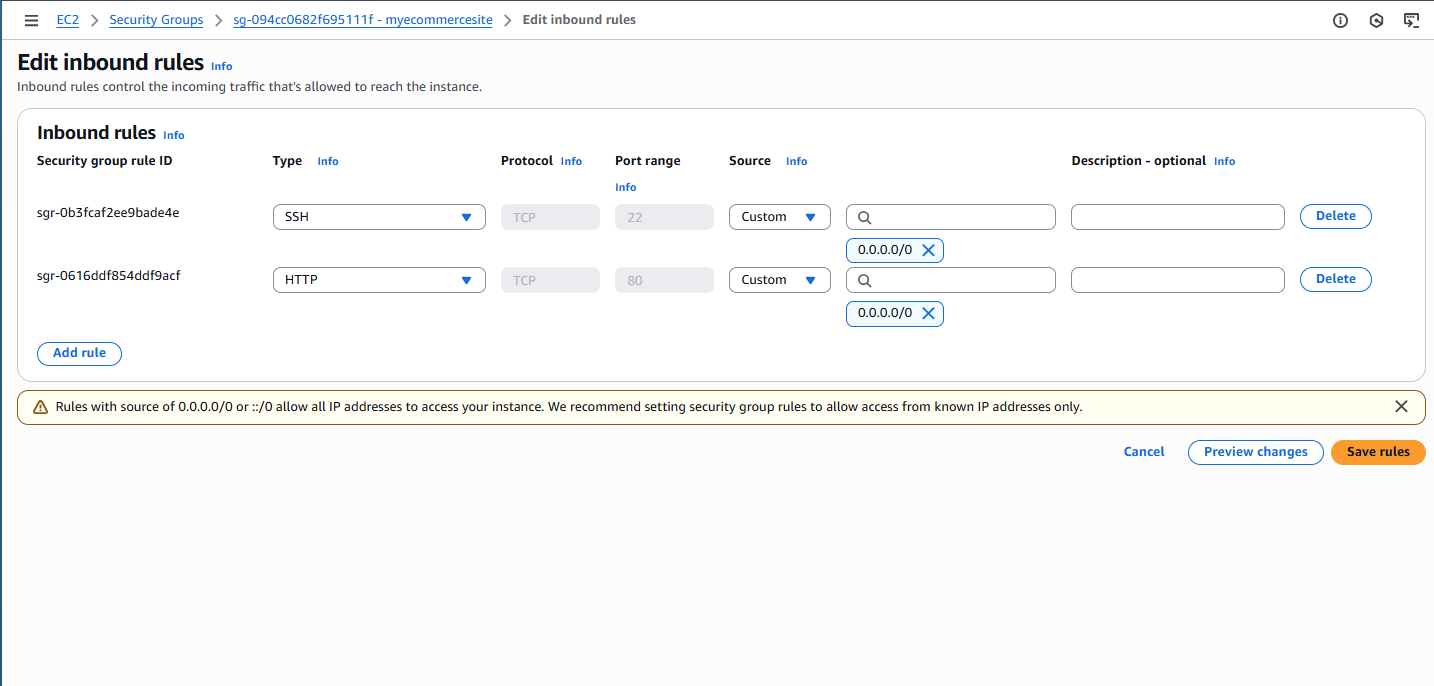 EC2 > Security Groups > sg-094cc0682f695111f - myecommercesite > Edit inbound rules
Edit inbound rules Info
Inbound rules control the incoming traffic that's allowed to reach the instance.
Inbound rules Info
Security group rule ID Type Info Protocol Info Port range Info Source Info Description - optional Info
sgr-0b3fcaf2ee9bade4e SSH TCP 22 Custom Delete
0.0.0.0/0
sgr-0616ddf854ddf9acf HTTP TCP 80 Custom Delete
0.0.0.0/0
Add rule
Rules with source of 0.0.0.0/0 or ::/0 allow all IP addresses to access your instance. We recommend setting security group rules to allow access from known IP addresses only.
Cancel Preview changes Save rules